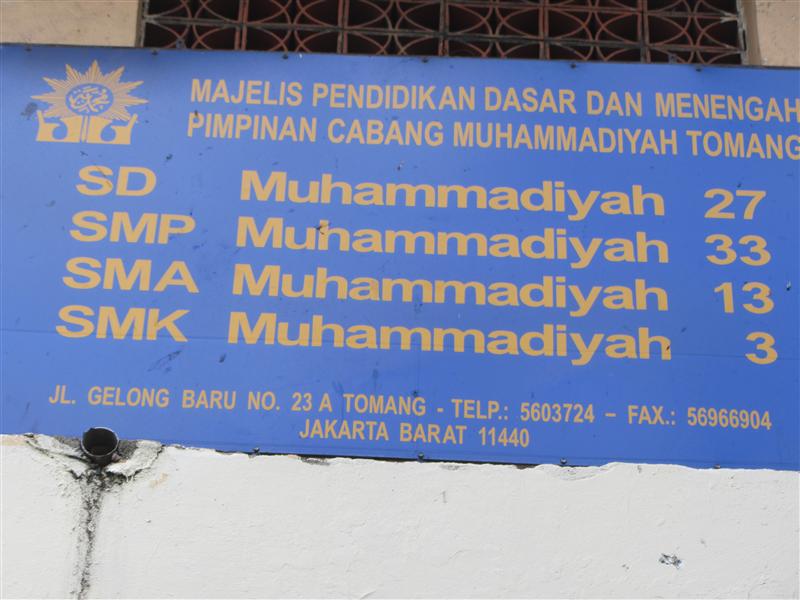 MAJELIS PENDIDIKAN DASAR DAN MENENGAH
PIMPINAN CABANG MUHAMMADIYAH TOMANG
SD Muhammadiyah 27
SMP Muhammadiyah 33
SMA Muhammadiyah 13
SMK Muhammadiyah 3
JL. GELONG BARU NO. 23 A TOMANG - TELP.: 5603724 – FAX.: 56966904
JAKARTA BARAT 11440